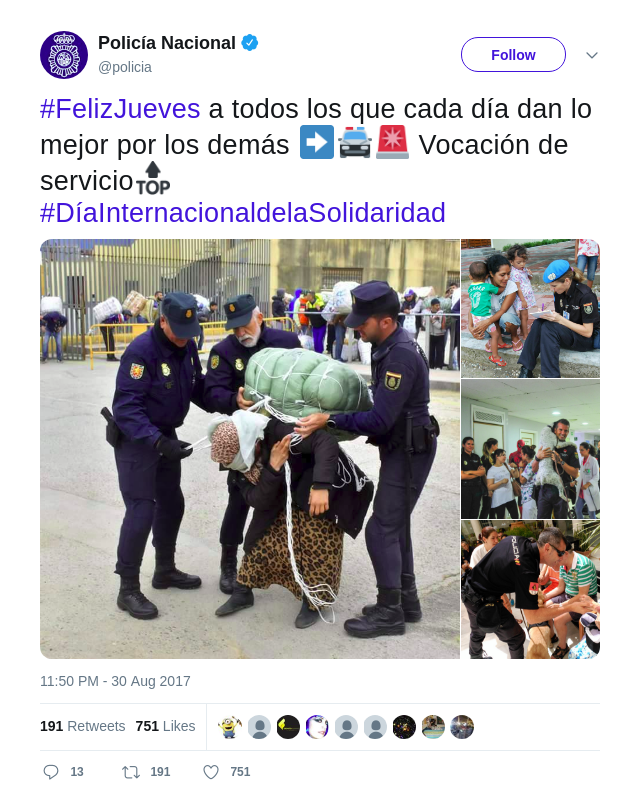 Policía Nacional
@policia
Follow
#FelizJueves a todos los que cada día dan lo
mejor por los demás ➡️🚔🚨 Vocación de
servicio🔝
#DíaInternacionaldelaSolidaridad
11:50 PM - 30 Aug 2017
191 Retweets 751 Likes
13 191 751